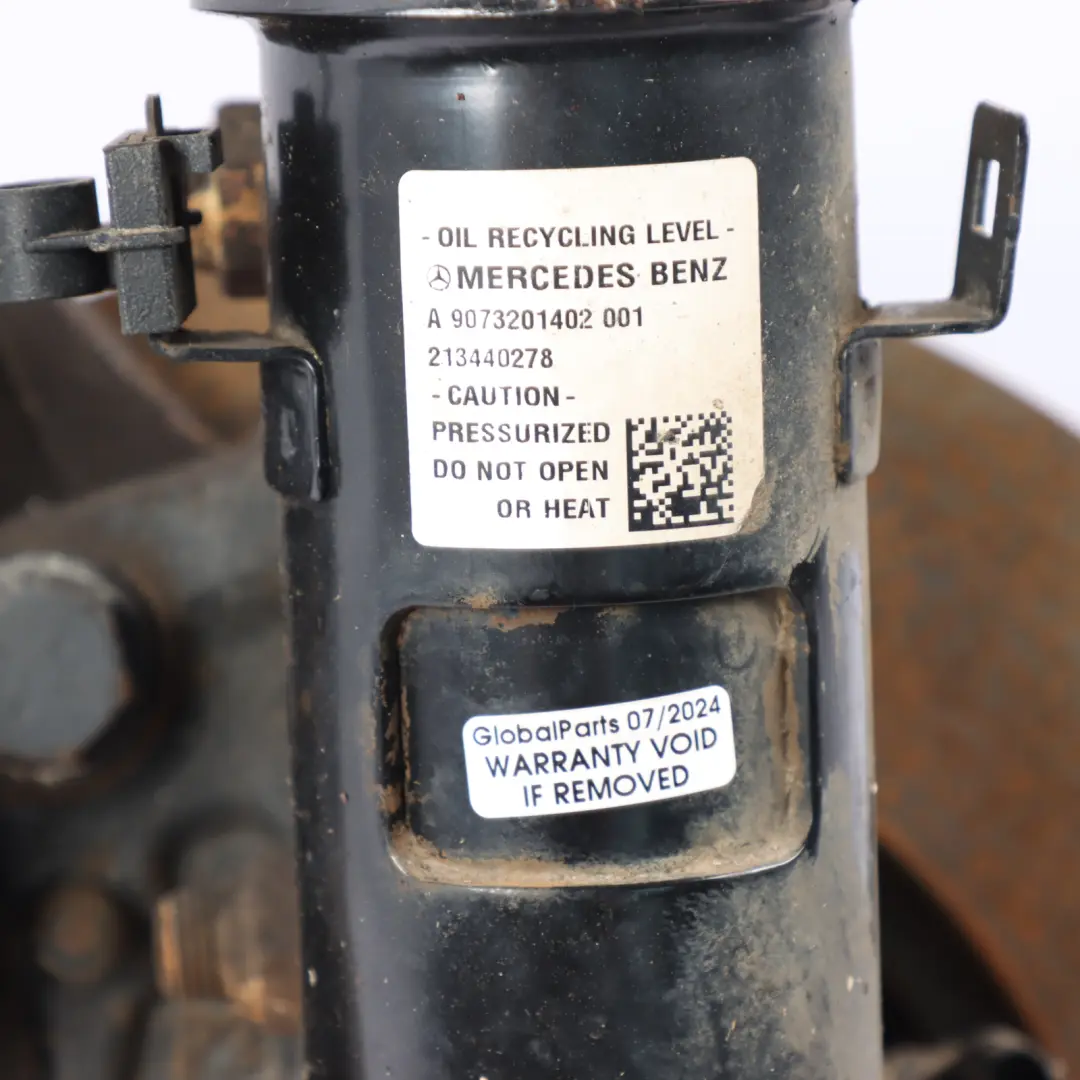 - OIL RECYCLING LEVEL -
MERCEDES BENZ
A 9073201402 001
213440278
- CAUTION -
PRESSURIZED
DO NOT OPEN
OR HEAT
GlobalParts 07/2024
WARRANTY VOID
IF REMOVED